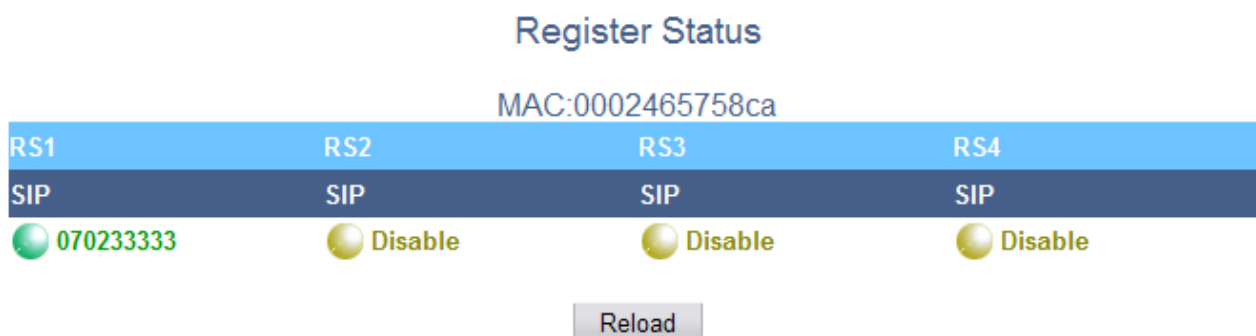 Register Status
MAC:0002465758ca
RS1 RS2 RS3 RS4
SIP SIP SIP SIP
070233333 Disable Disable Disable
Reload